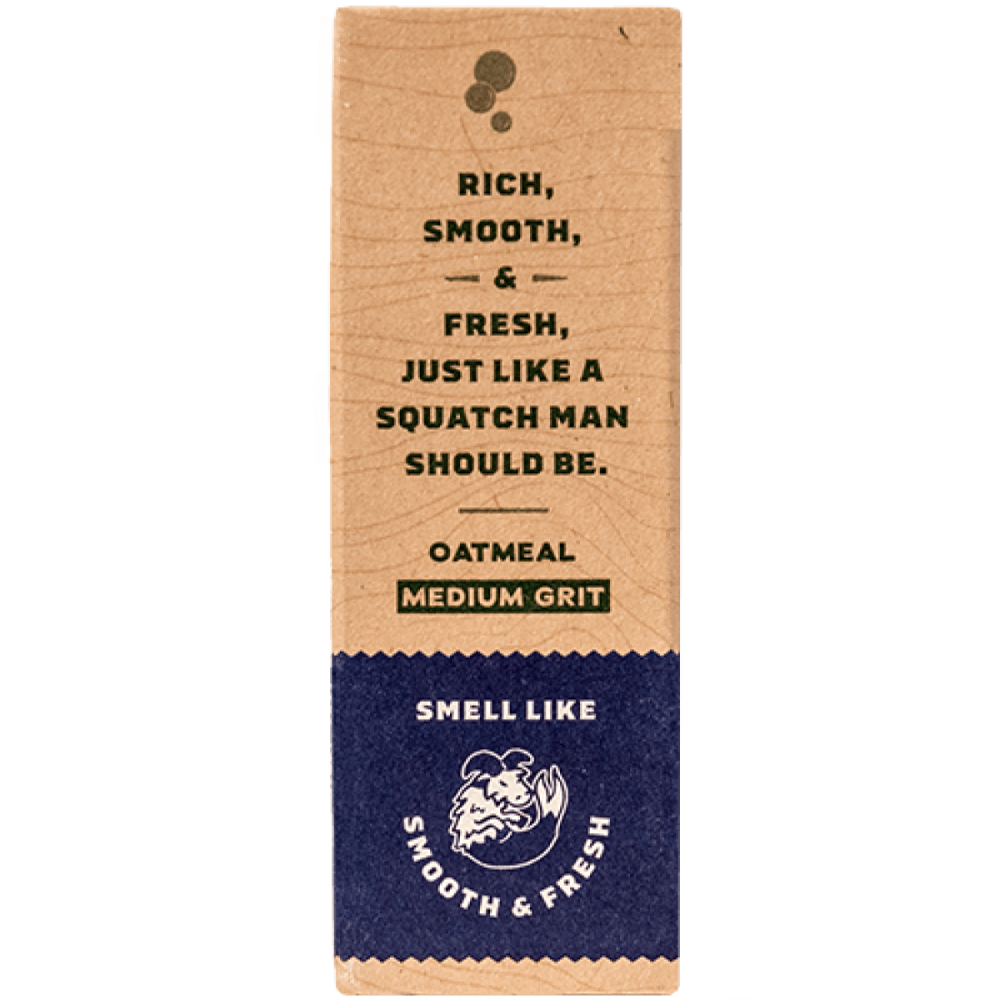 RICH,
SMOOTH,
&
FRESH,
JUST LIKE A
SQUATCH MAN
SHOULD BE.
OATMEAL
MEDIUM GRIT
SMELL LIKE
SMOOTH & FRESH